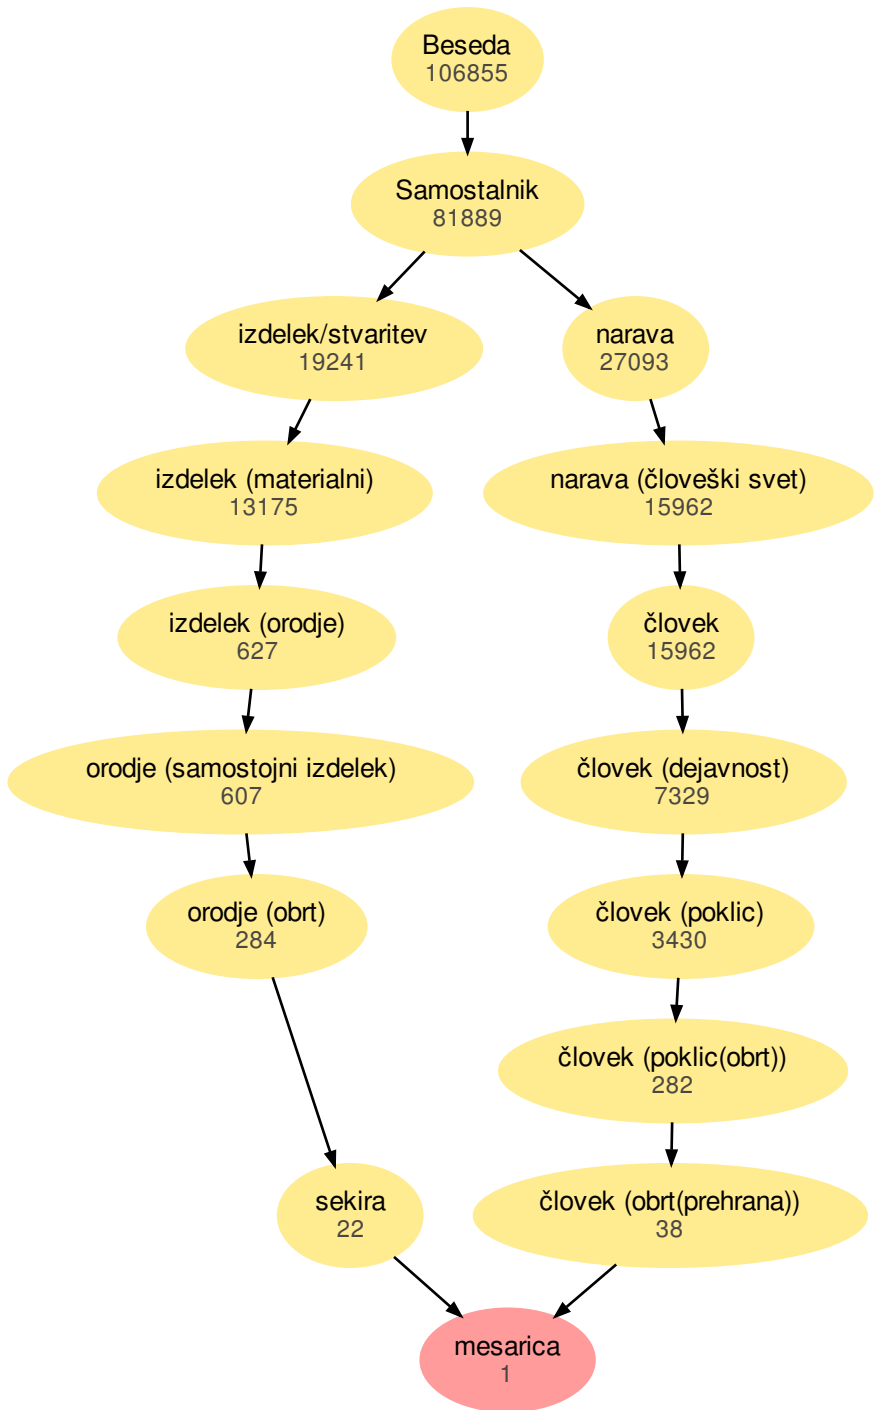 Beseda
106855
Samostalnik
81889
izdelek/stvaritev
19241
narava
27093
izdelek (materialni)
13175
narava (človeški svet)
15962
izdelek (orodje)
627
človek
15962
orodje (samostojni izdelek)
607
človek (dejavnost)
7329
orodje (obrt)
284
človek (poklic)
3430
človek (poklic(obrt))
282
sekira
22
človek (obrt(prehrana))
38
mesarica
1